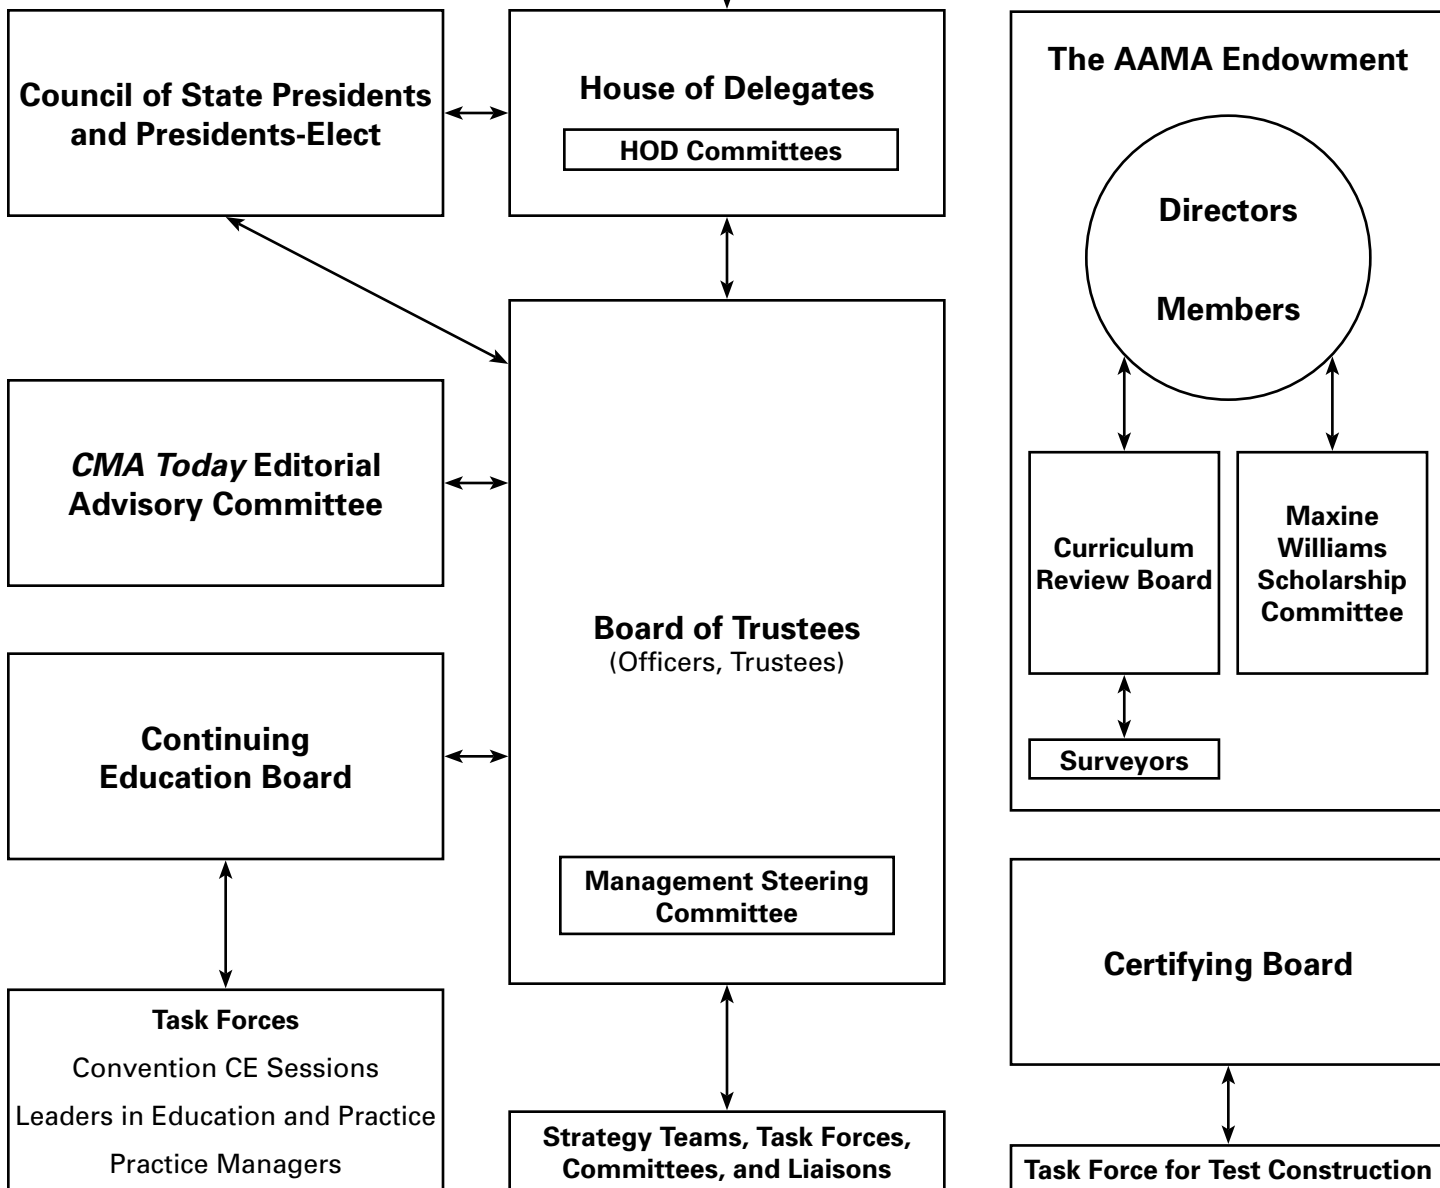 Council of State Presidents
and Presidents-Elect
House of Delegates
HOD Committees
The AAMA Endowment
Directors
Members
CMA Today Editorial
Advisory Committee
Curriculum
Review Board
Maxine
Williams
Scholarship
Committee
Board of Trustees
(Officers, Trustees)
Continuing
Education Board
Surveyors
Management Steering
Committee
Certifying Board
Task Forces
Convention CE Sessions
Leaders in Education and Practice
Practice Managers
Strategy Teams, Task Forces,
Committees, and Liaisons
Task Force for Test Construction